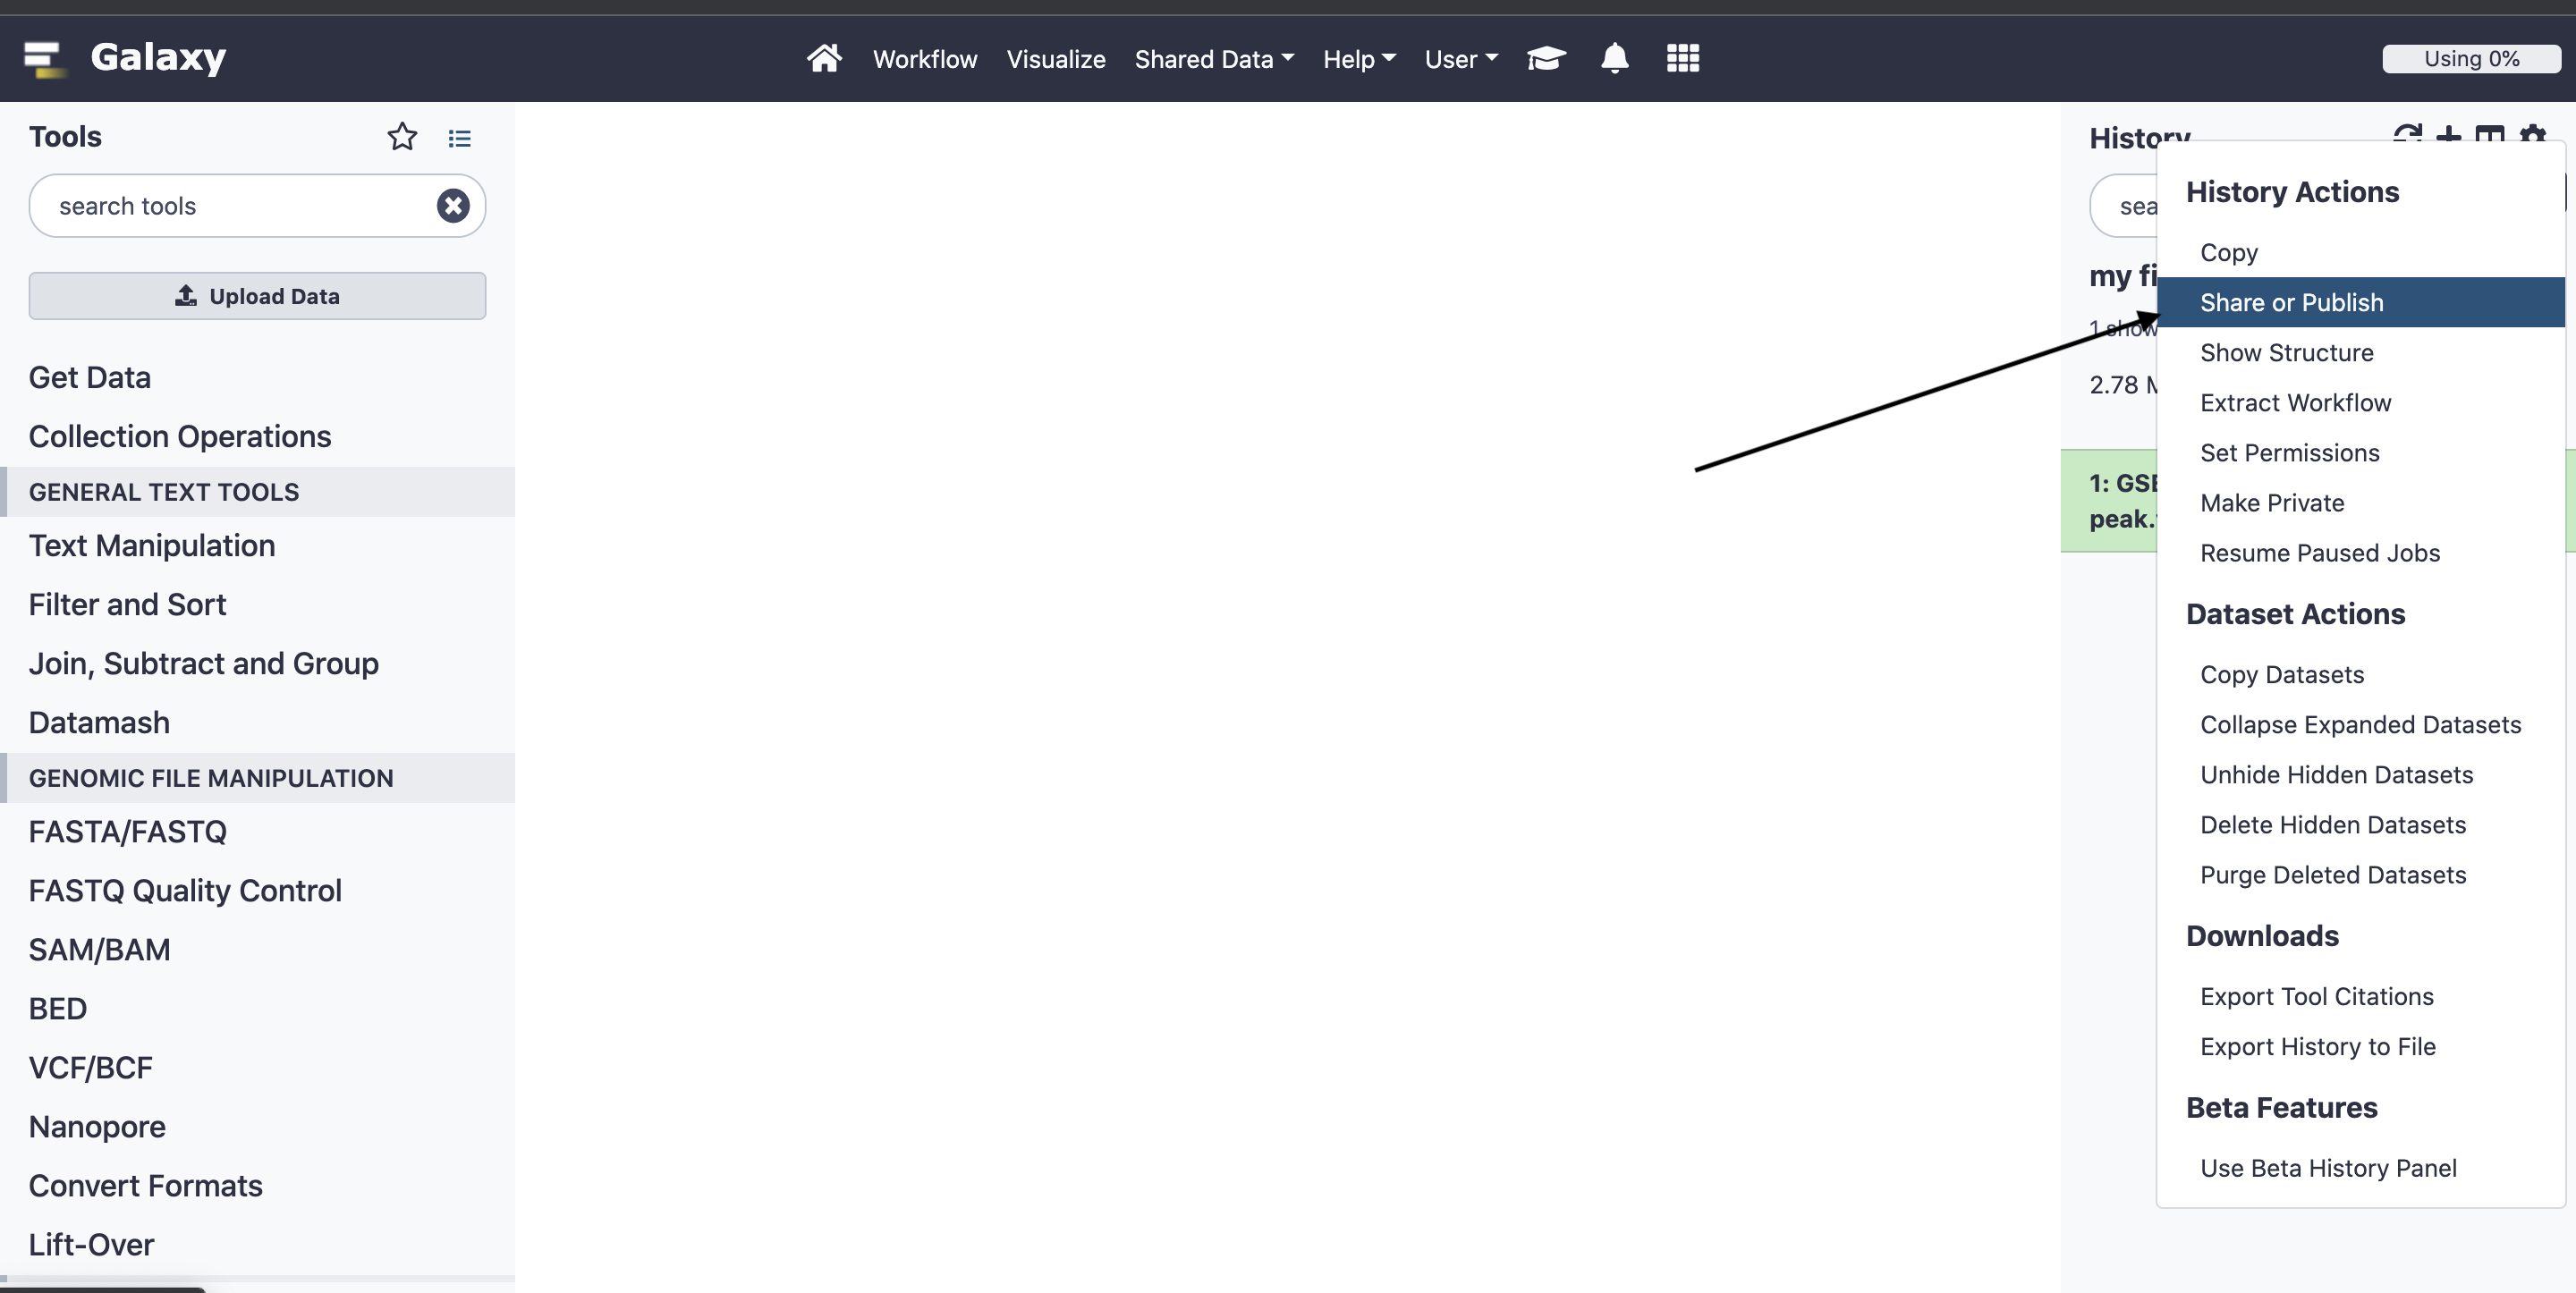 Galaxy
Workflow Visualize Shared Data Help User
Using 0%
Tools
search tools
Upload Data
Get Data
Collection Operations
GENERAL TEXT TOOLS
Text Manipulation
Filter and Sort
Join, Subtract and Group
Datamash
GENOMIC FILE MANIPULATION
FASTA/FASTQ
FASTQ Quality Control
SAM/BAM
BED
VCF/BCF
Nanopore
Convert Formats
Lift-Over
History
my fi
1 show
2.78 M
1: GSE
peak.
History Actions
Copy
Share or Publish
Show Structure
Extract Workflow
Set Permissions
Make Private
Resume Paused Jobs
Dataset Actions
Copy Datasets
Collapse Expanded Datasets
Unhide Hidden Datasets
Delete Hidden Datasets
Purge Deleted Datasets
Downloads
Export Tool Citations
Export History to File
Beta Features
Use Beta History Panel